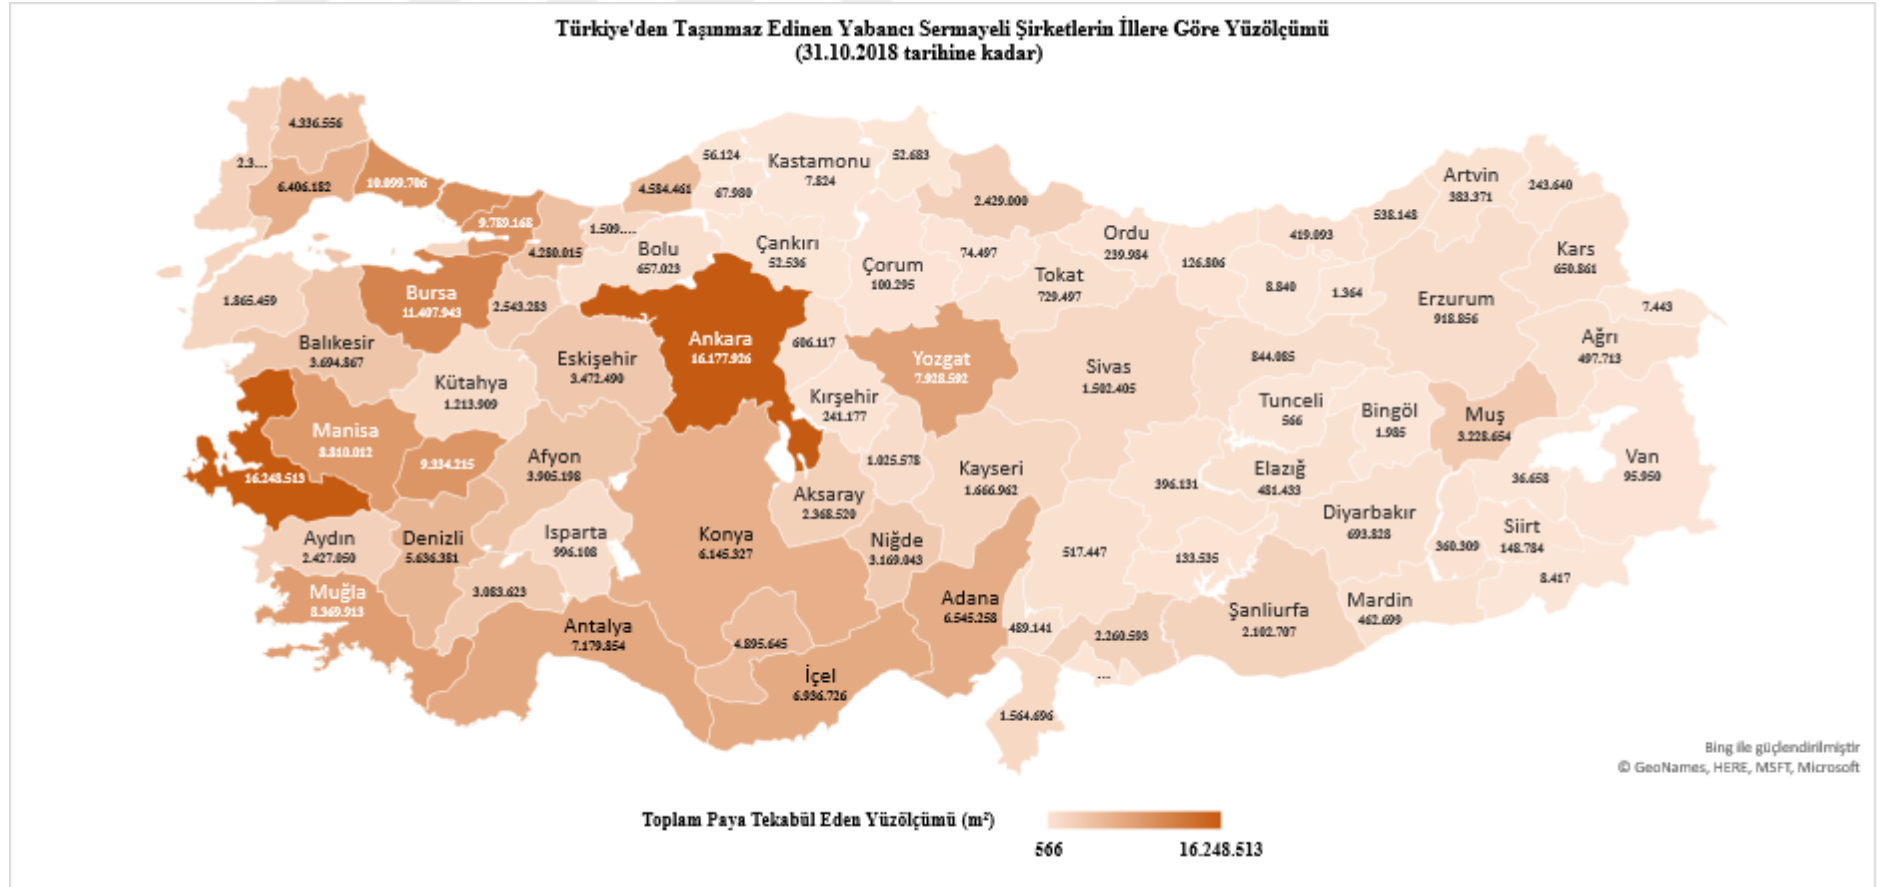 Türkiye'den Taşınmaz Edinen Yabancı Sermayeli Şirketlerin İllere Göre Yüzölçümü
(31.10.2018 tarihine kadar)
4.336.556
2.3...
6.406.182
10.099.706
9.789.168
4.280.015
1.509....
4.584.461
56.124
67.980
Kastamonu
7.824
52.683
2.429.000
Artvin
383.371
243.640
538.148
419.093
Ordu
239.984
126.806
74.497
Bolu
657.023
Çankırı
52.536
Çorum
100.295
Tokat
729.497
8.840
1.364
Kars
650.861
Erzurum
918.856
7.443
Ağrı
497.713
1.865.459
Bursa
11.407.943
2.543.283
Balıkesir
3.694.867
Kütahya
1.213.909
Eskişehir
3.472.490
Ankara
16.177.926
606.117
Yozgat
7.928.592
Kırşehir
241.177
Sivas
1.502.405
844.085
Tunceli
566
Bingöl
1.985
Muş
3.228.654
Manisa
8.810.012
9.334.215
16.248.513
Afyon
3.905.198
1.025.578
Kayseri
1.666.962
Aksaray
2.368.520
396.131
Elazığ
481.433
Van
95.950
36.658
Diyarbakır
693.828
Siirt
148.784
360.309
8.417
Aydın
2.427.050
Denizli
5.636.381
Isparta
996.108
Konya
6.145.327
Niğde
3.169.043
517.447
133.535
Muğla
8.369.913
3.083.623
Antalya
7.179.854
4.895.645
İçel
6.936.726
Adana
6.545.258
489.141
2.260.593
...
Şanlıurfa
2.102.707
Mardin
462.699
1.564.696
Bing ile güçlendirilmiştir
© GeoNames, HERE, MSFT, Microsoft
Toplam Paya Tekabül Eden Yüzölçümü (m²)
566
16.248.513